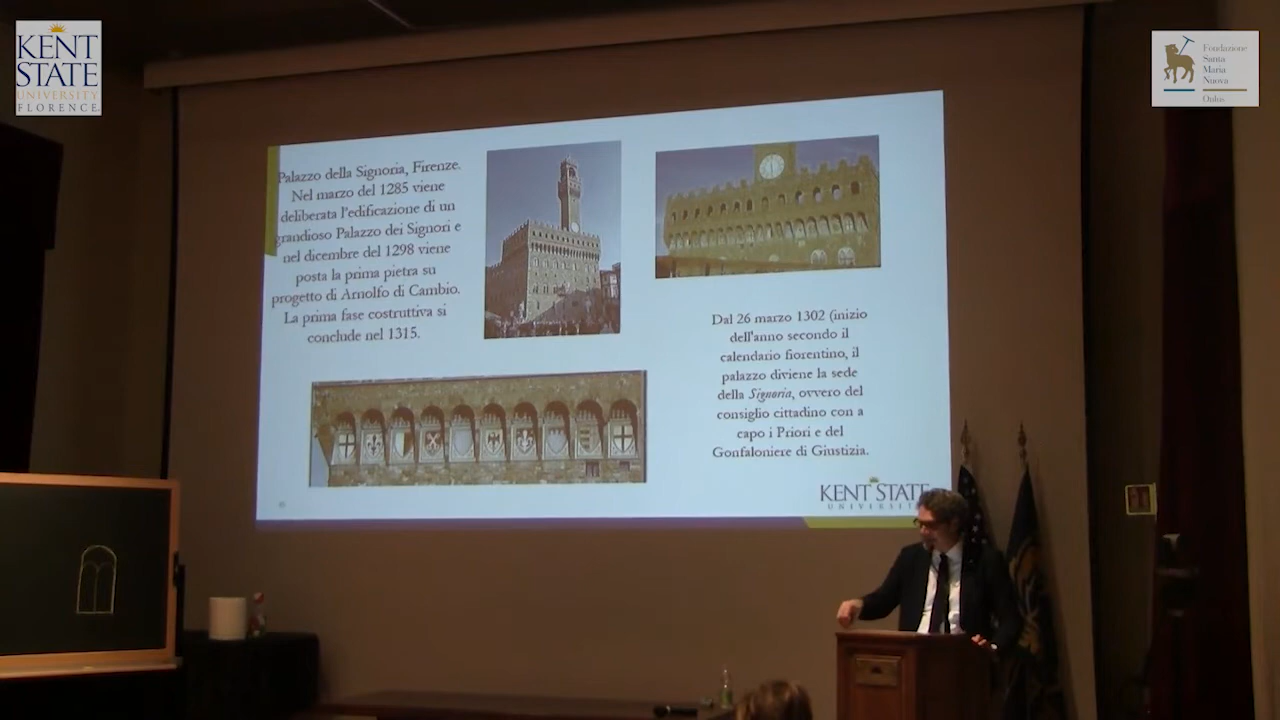 KENT
STATE
UNIVERSITY
FLORENCE
Fondazione
Santa
Maria
Nuova
Onlus
Palazzo della Signoria, Firenze.
Nel marzo del 1285 viene
deliberata l'edificazione di un
grandioso Palazzo dei Signori e
nel dicembre del 1298 viene
posta la prima pietra su
progetto di Arnolfo di Cambio.
La prima fase costruttiva si
conclude nel 1315.
Dal 26 marzo 1302 (inizio
dell'anno secondo il
calendario fiorentino, il
palazzo diviene la sede
della Signoria, ovvero del
consiglio cittadino con a
capo i Priori e del
Gonfaloniere di Giustizia.
KENT STATE